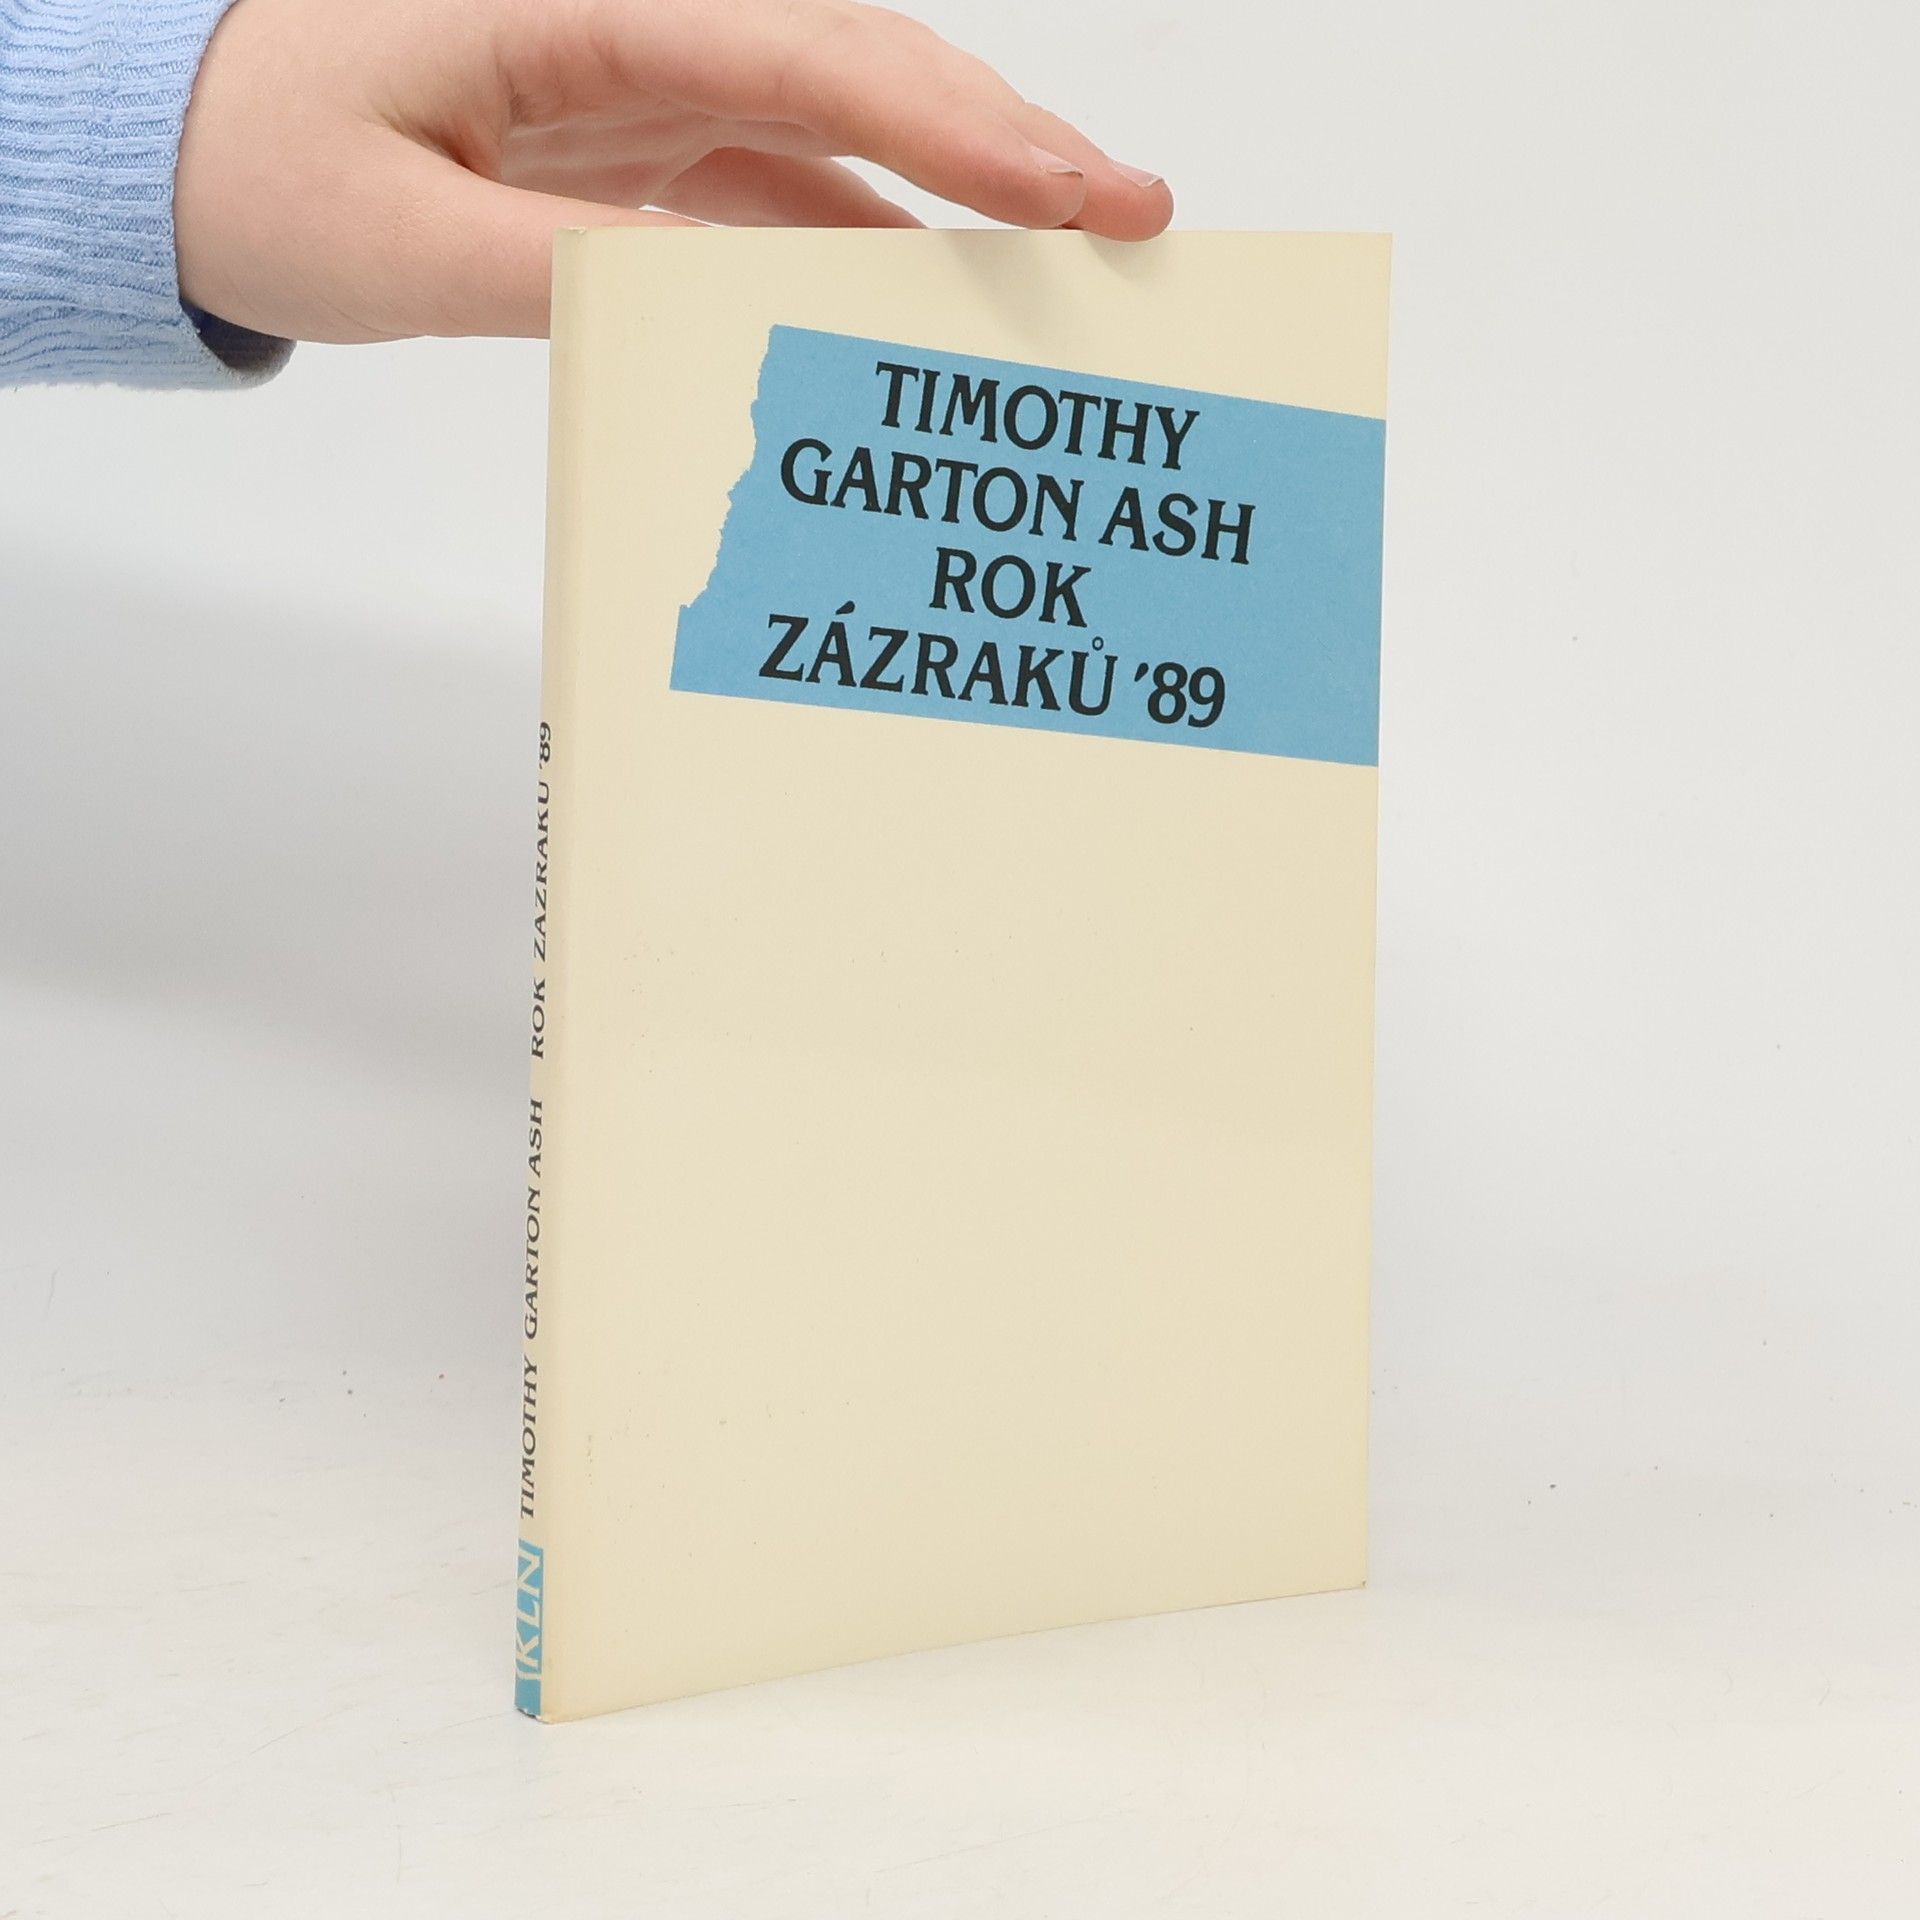 TIMOTHY
GARTON ASH
ROK
ZÁZRAKŮ '89
TIMOTHY GARTON ASH ROK ZÁZRAKŮ '89
KLN